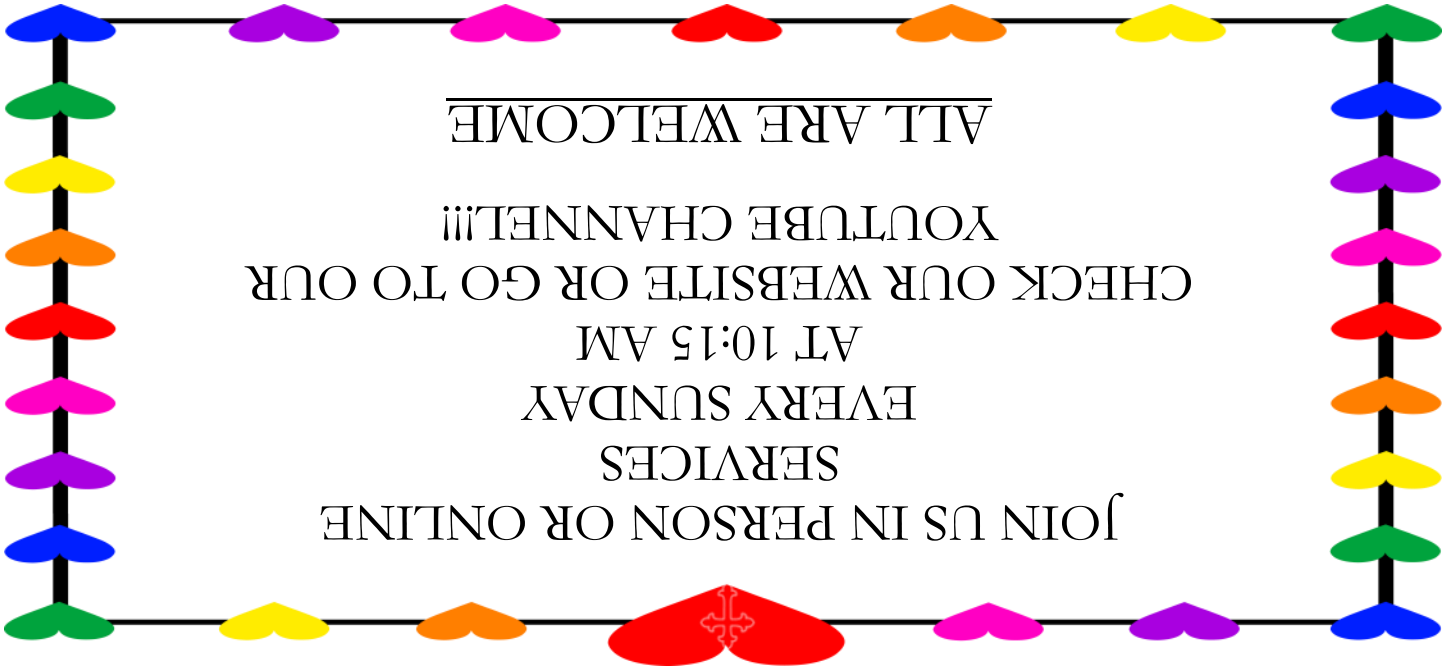 JOIN US IN PERSON OR ONLINE
SERVICES
EVERY SUNDAY
AT 10:15 AM
CHECK OUR WEBSITE OR GO TO OUR
YOUTUBE CHANNEL!!!
ALL ARE WELCOME